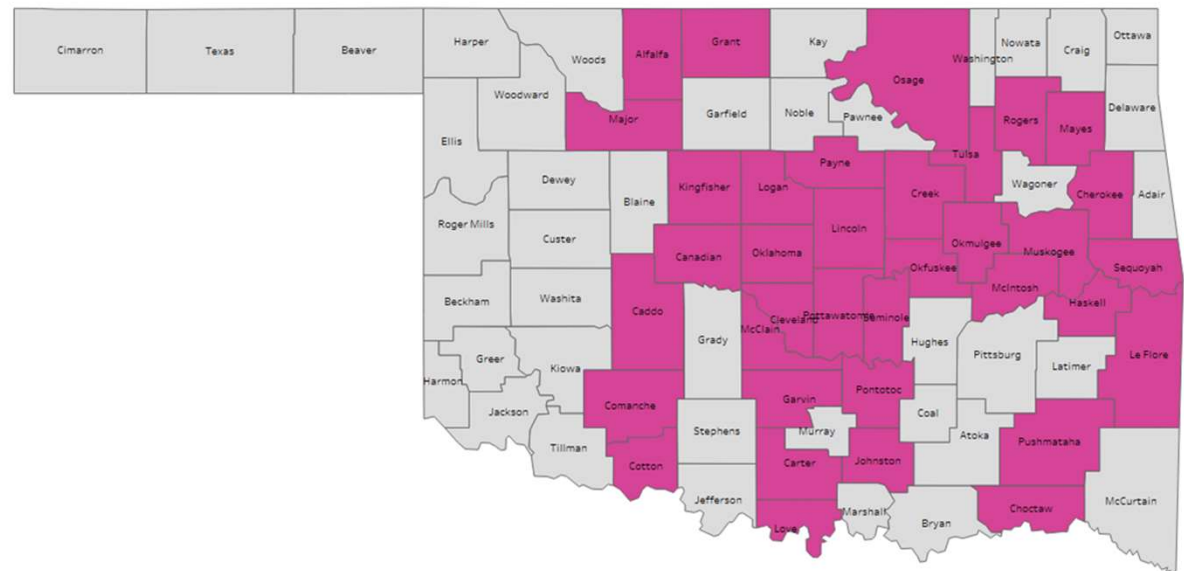 Cimarron
Texas
Beaver
Harper
Woods
Alfalfa
Grant
Kay
Osage
Washington
Nowata
Craig
Ottawa
Woodward
Ellis
Major
Garfield
Noble
Pawnee
Rogers
Mayes
Delaware
Dewey
Blaine
Kingfisher
Logan
Payne
Creek
Tulsa
Wagoner
Cherokee
Adair
Roger Mills
Custer
Canadian
Oklahoma
Lincoln
Okmulgee
Muskogee
Okfuskee
Sequoyah
Beckham
Washita
Caddo
Grady
McClain
Cleveland
Pottawatomie
Seminole
McIntosh
Haskell
Hughes
Pittsburg
Latimer
Le Flore
Harmon
Greer
Kiowa
Jackson
Comanche
Tillman
Cotton
Stephens
Jefferson
Garvin
Pontotoc
Murray
Carter
Johnston
Coal
Atoka
Pushmataha
Love
Marshall
Bryan
Choctaw
McCurtain